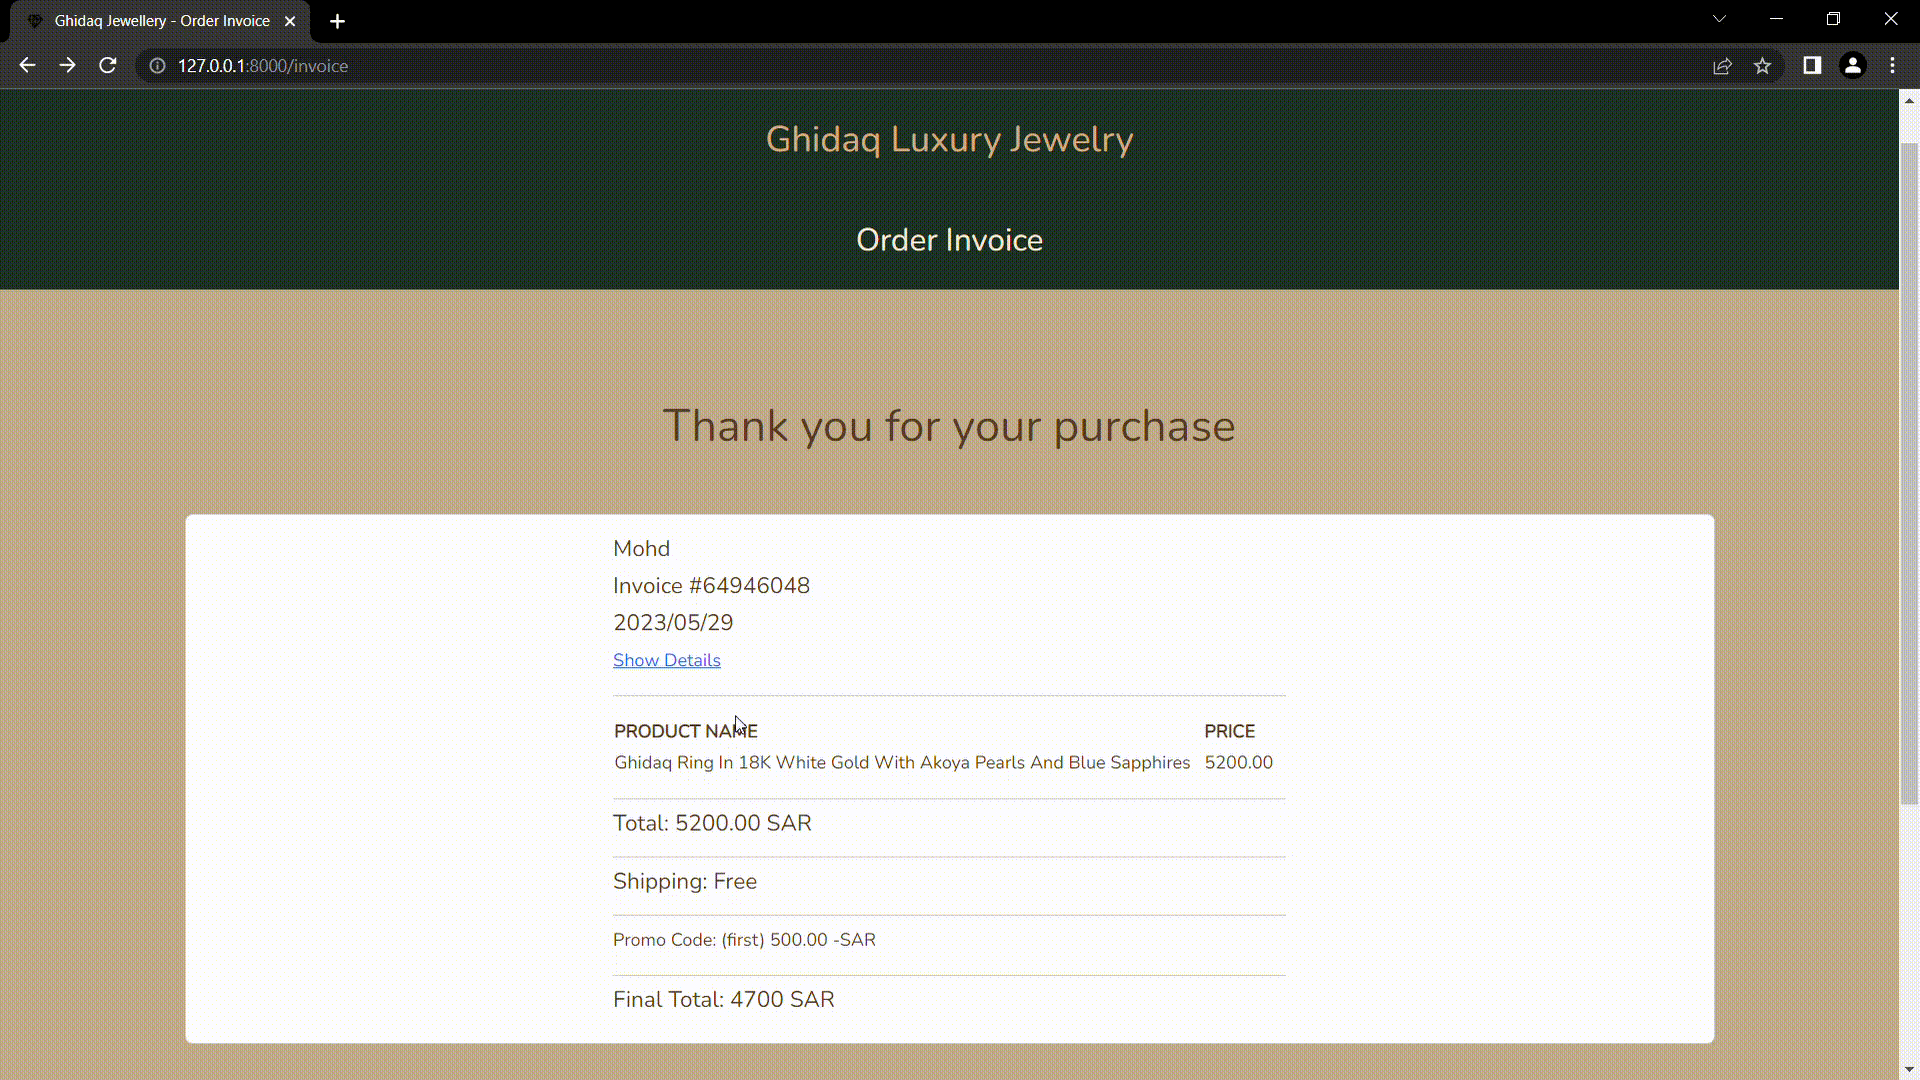 Ghidaq Jewellery - Order Invoice
127.0.0.1:8000/invoice
Ghidaq Luxury Jewelry
Order Invoice
Thank you for your purchase
Mohd
Invoice #64946048
2023/05/29
Show Details
PRODUCT NAME PRICE
Ghidaq Ring In 18K White Gold With Akoya Pearls And Blue Sapphires 5200.00
Total: 5200.00 SAR
Shipping: Free
Promo Code: (first) 500.00 -SAR
Final Total: 4700 SAR